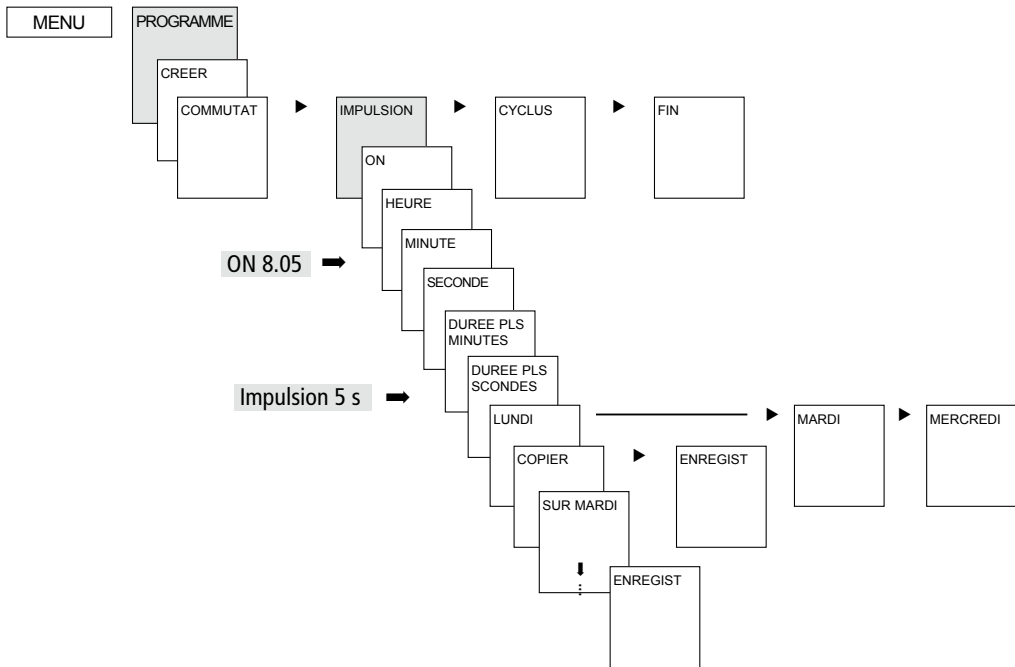 MENU
PROGRAMME
CREER
COMMUTAT
IMPULSION
CYCLUS
FIN
ON
HEURE
MINUTE
ON 8.05
SECONDE
DUREE PLS
MINUTES
DUREE PLS
SCONDES
Impulsion 5 s
LUNDI
MARDI
MERCREDI
COPIER
ENREGIST
SUR MARDI
ENREGIST